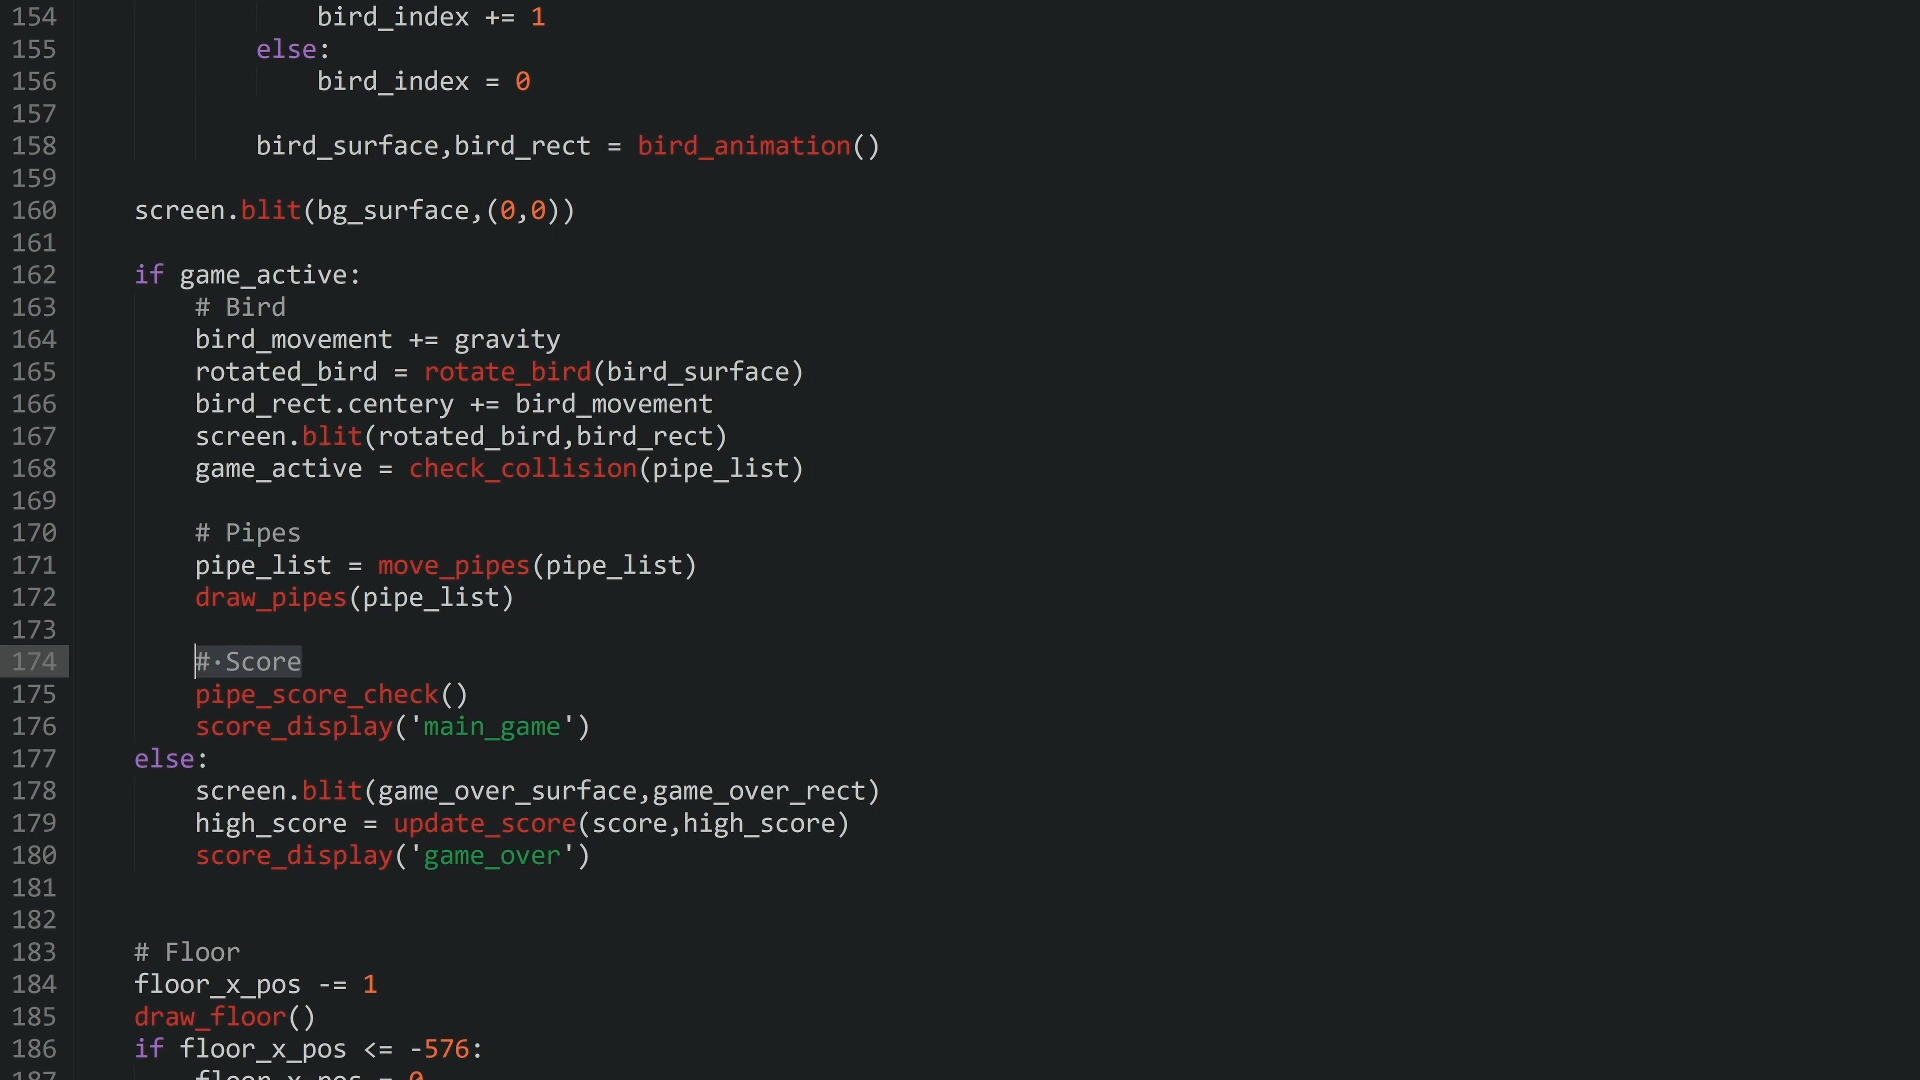 154 bird_index += 1
155 else:
156 bird_index = 0
157
158 bird_surface,bird_rect = bird_animation()
159
160 screen.blit(bg_surface,(0,0))
161
162 if game_active:
163 # Bird
164 bird_movement += gravity
165 rotated_bird = rotate_bird(bird_surface)
166 bird_rect.centery += bird_movement
167 screen.blit(rotated_bird,bird_rect)
168 game_active = check_collision(pipe_list)
169
170 # Pipes
171 pipe_list = move_pipes(pipe_list)
172 draw_pipes(pipe_list)
173
174 # Score
175 pipe_score_check()
176 score_display('main_game')
177 else:
178 screen.blit(game_over_surface,game_over_rect)
179 high_score = update_score(score,high_score)
180 score_display('game_over')
181
182
183 # Floor
184 floor_x_pos -= 1
185 draw_floor()
186 if floor_x_pos <= -576:
187 floor_x_pos = 0